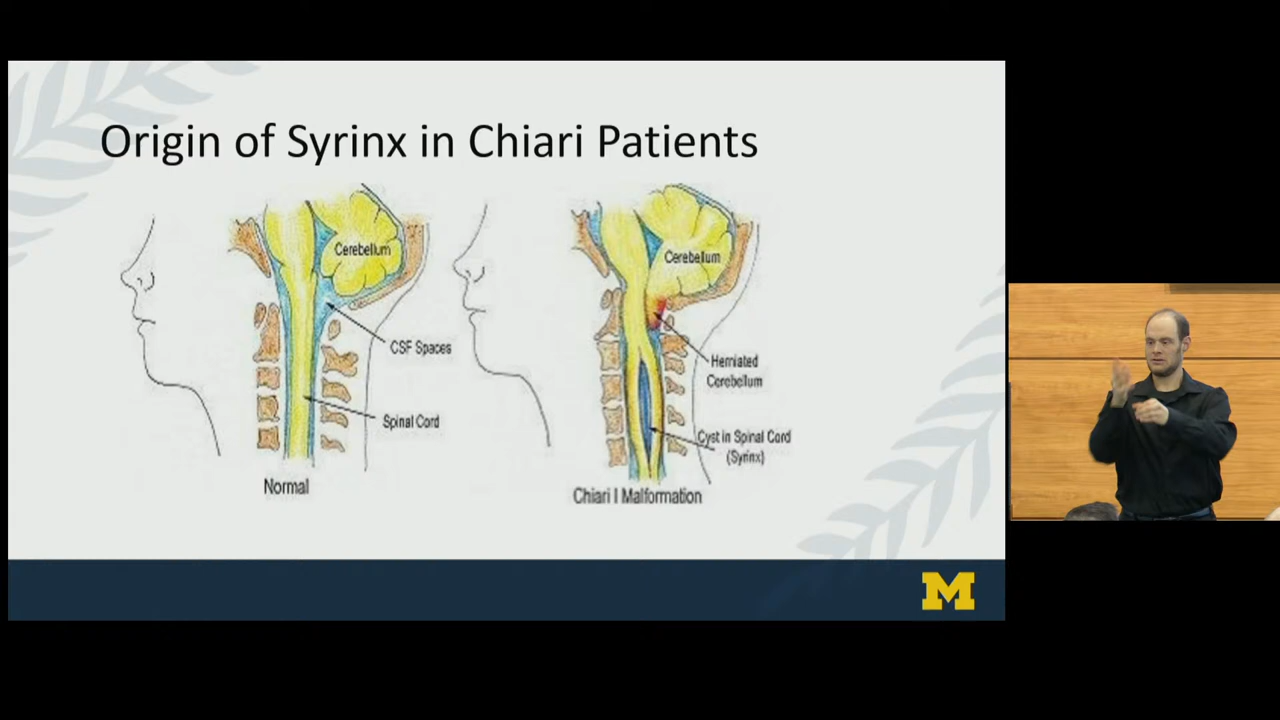 Origin of Syrinx in Chiari Patients
Cerebellum
CSF Spaces
Spinal Cord
Normal
Cerebellum
Herniated
Cerebellum
Cyst in Spinal Cord
(Syrinx)
Chiari I Malformation
M